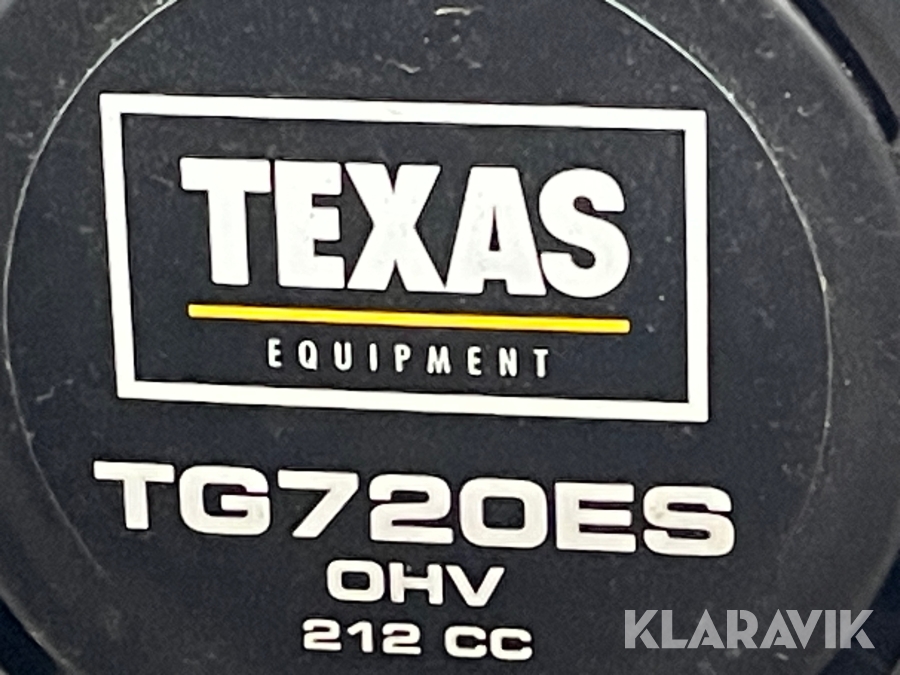 TEXAS
EQUIPMENT
TG720ES
OHV
212 CC
KLARAVIK